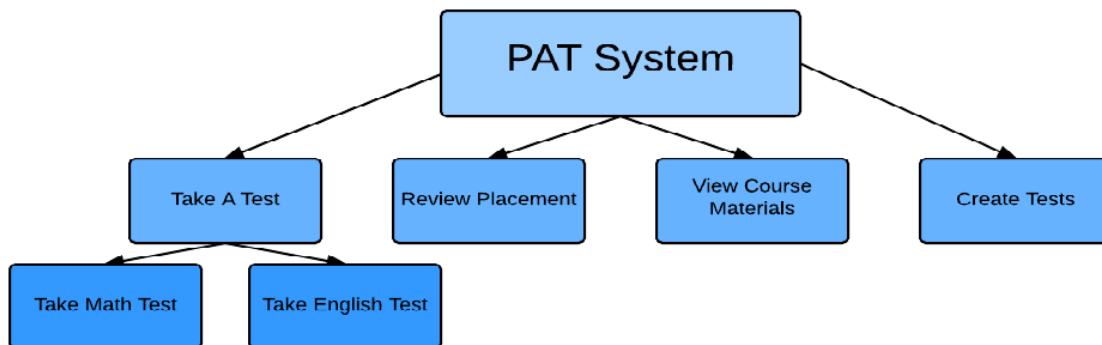 PAT System
Take A Test
Review Placement
View Course
Materials
Create Tests
Take Math Test
Take English Test